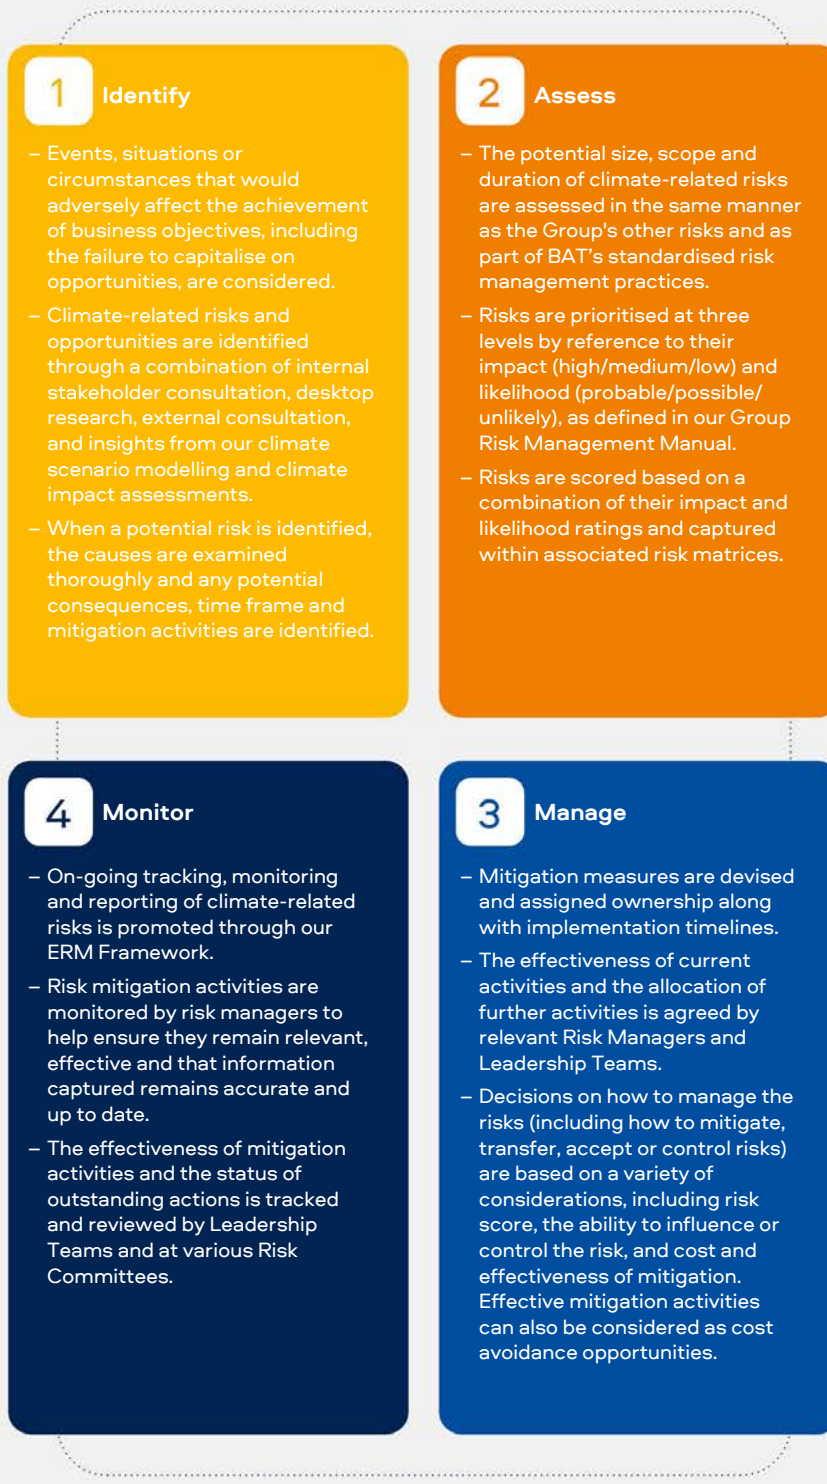 1 Identify
– Events, situations or
circumstances that would
adversely affect the achievement
of business objectives, including
the failure to capitalise on
opportunities, are considered.
– Climate-related risks and
opportunities are identified
through a combination of internal
stakeholder consultation, desktop
research, external consultation,
and insights from our climate
scenario modelling and climate
impact assessments.
– When a potential risk is identified,
the causes are examined
thoroughly and any potential
consequences, time frame and
mitigation activities are identified.
2 Assess
– The potential size, scope and
duration of climate-related risks
are assessed in the same manner
as the Group's other risks and as
part of BAT's standardised risk
management practices.
– Risks are prioritised at three
levels by reference to their
impact (high/medium/low) and
likelihood (probable/possible/
unlikely), as defined in our Group
Risk Management Manual.
– Risks are scored based on a
combination of their impact and
likelihood ratings and captured
within associated risk matrices.
3 Manage
– Mitigation measures are devised
and assigned ownership along
with implementation timelines.
– The effectiveness of current
activities and the allocation of
further activities is agreed by
relevant Risk Managers and
Leadership Teams.
– Decisions on how to manage the
risks (including how to mitigate,
transfer, accept or control risks)
are based on a variety of
considerations, including risk
score, the ability to influence or
control the risk, and cost and
effectiveness of mitigation.
Effective mitigation activities
can also be considered as cost
avoidance opportunities.
4 Monitor
– On-going tracking, monitoring
and reporting of climate-related
risks is promoted through our
ERM Framework.
– Risk mitigation activities are
monitored by risk managers to
help ensure they remain relevant,
effective and that information
captured remains accurate and
up to date.
– The effectiveness of mitigation
activities and the status of
outstanding actions is tracked
and reviewed by Leadership
Teams and at various Risk
Committees.